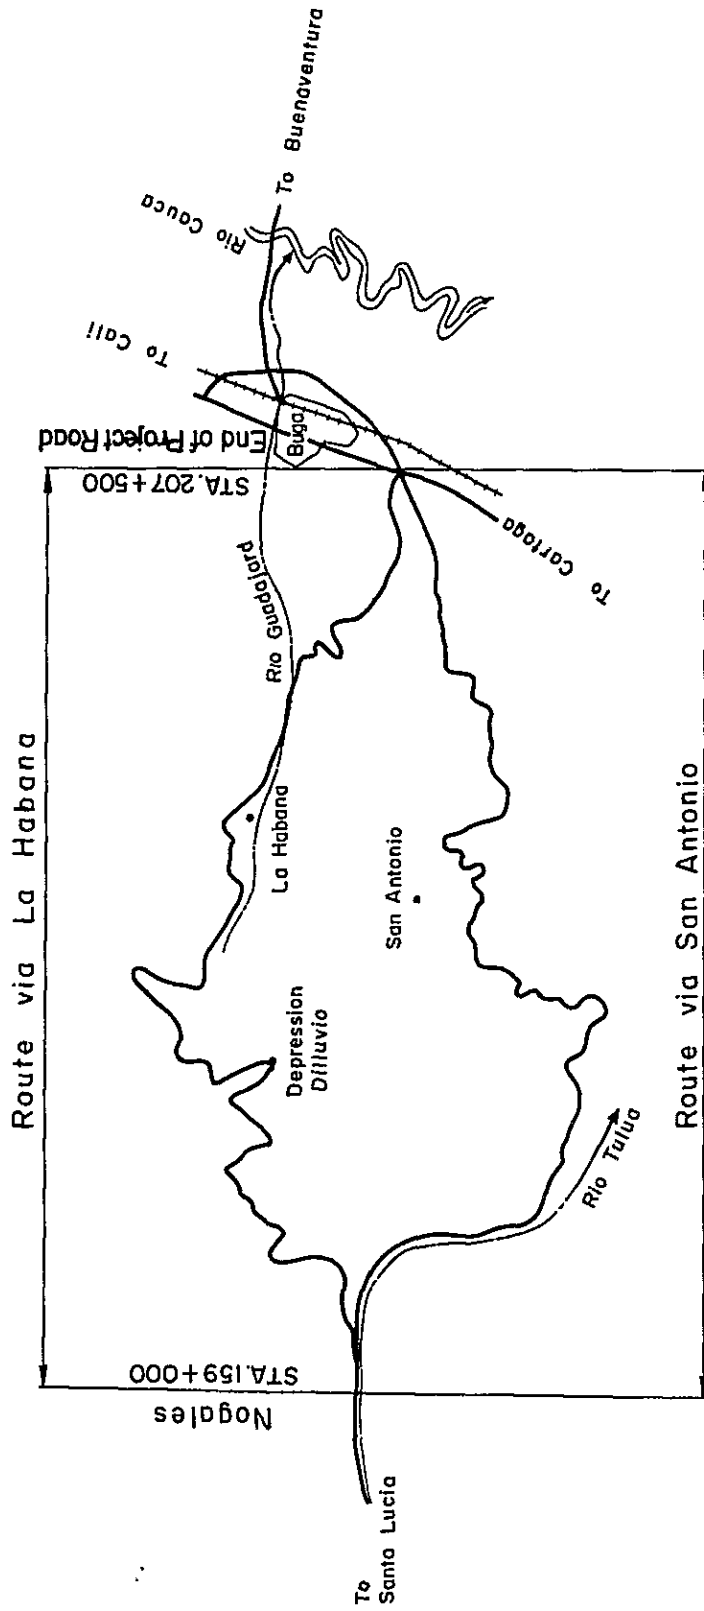 Route via La Habana
Nogales
STA.159+000
STA.207+500
End of Project Road
To
Santa Lucia
Depression
Dilluvio
La Habana
Rio Guadalard
San Antonio
Rio Tulua
Buga
To Cali
To Cartago
Rio Cauca
To Buenaventura
Route via San Antonio